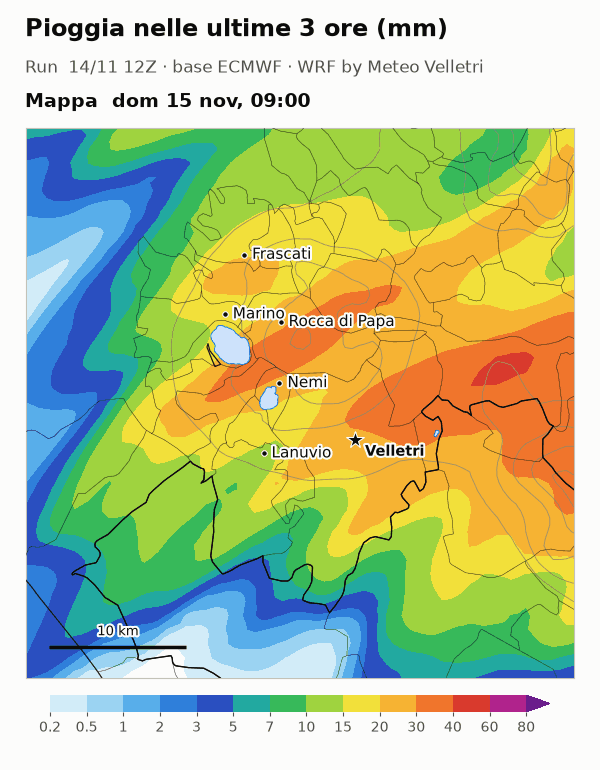 Pioggia nelle ultime 3 ore (mm)
Run  14/11 12Z · base ECMWF · WRF by Meteo Velletri
Mappa  dom 15 nov, 09:00
Frascati
Marino
Rocca di Papa
Nemi
Velletri
Lanuvio
10 km
0.2 0.5 1 2 3 5 7 10 15 20 30 40 60 80